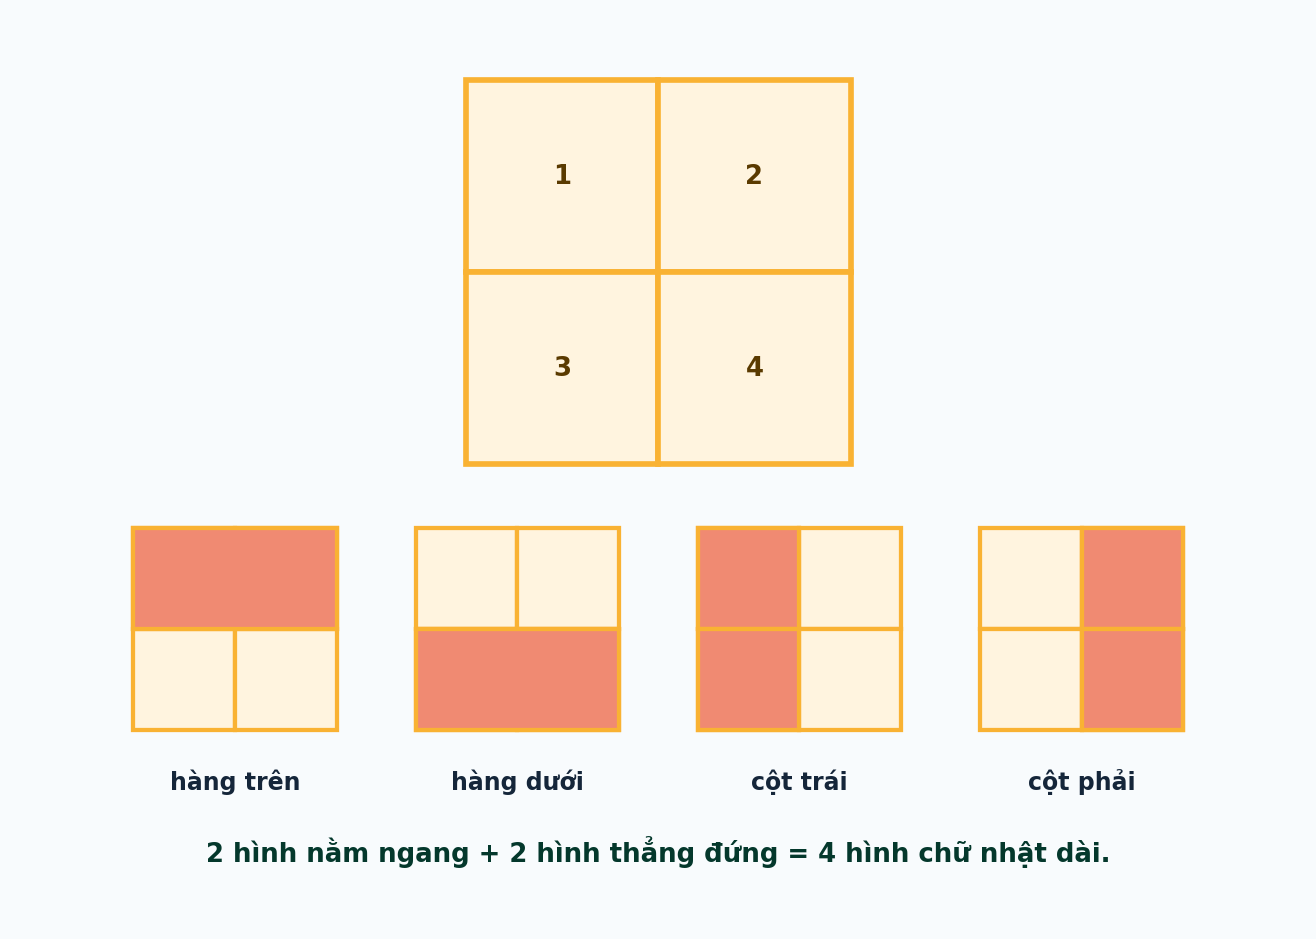 1 2
3 4
hàng trên hàng dưới cột trái cột phải
2 hình nằm ngang + 2 hình thẳng đứng = 4 hình chữ nhật dài.